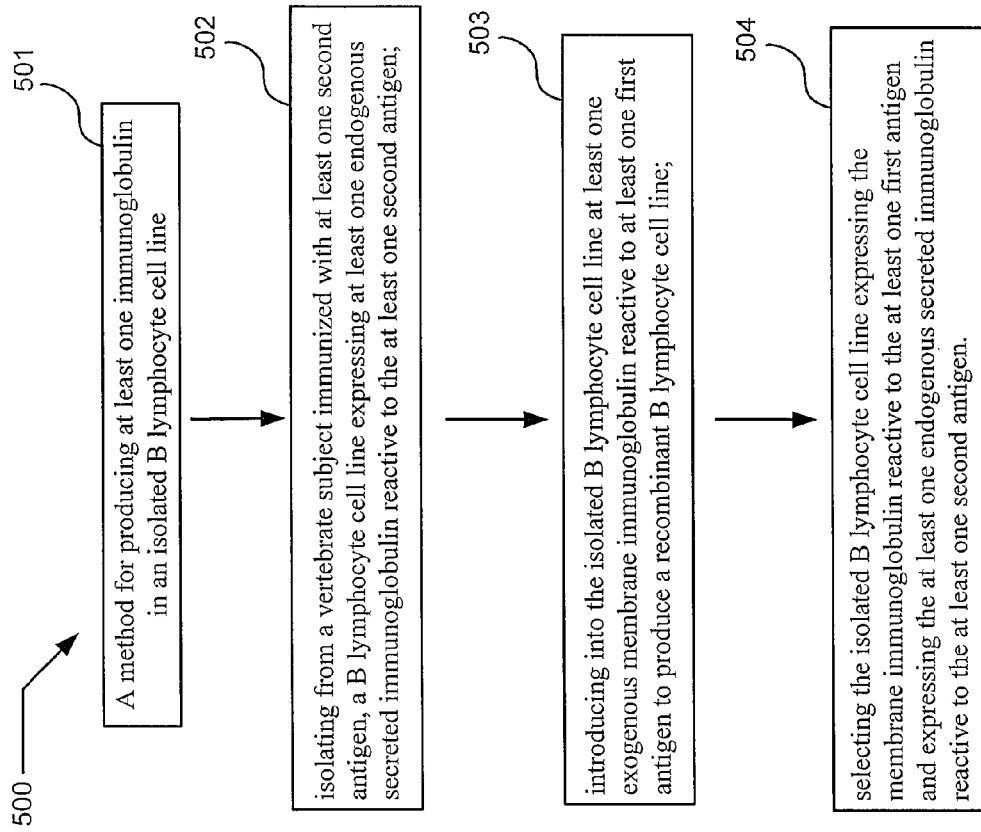 500
501
A method for producing at least one immunoglobulin
in an isolated B lymphocyte cell line
502
isolating from a vertebrate subject immunized with at least one second
antigen, a B lymphocyte cell line expressing at least one endogenous
secreted immunoglobulin reactive to the at least one second antigen;
503
introducing into the isolated B lymphocyte cell line at least one
exogenous membrane immunoglobulin reactive to at least one first
antigen to produce a recombinant B lymphocyte cell line;
504
selecting the isolated B lymphocyte cell line expressing the
membrane immunoglobulin reactive to the at least one first antigen
and expressing the at least one endogenous secreted immunoglobulin
reactive to the at least one second antigen.